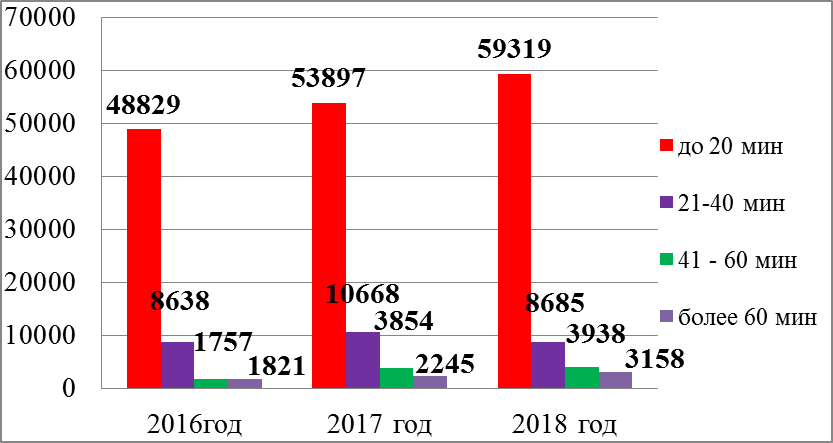 70000
60000
50000
40000
30000
20000
10000
0
48829
8638
1757
1821
53897
10668
3854
2245
59319
8685
3938
3158
2016год
2017 год
2018 год
до 20 мин
21-40 мин
41 - 60 мин
более 60 мин